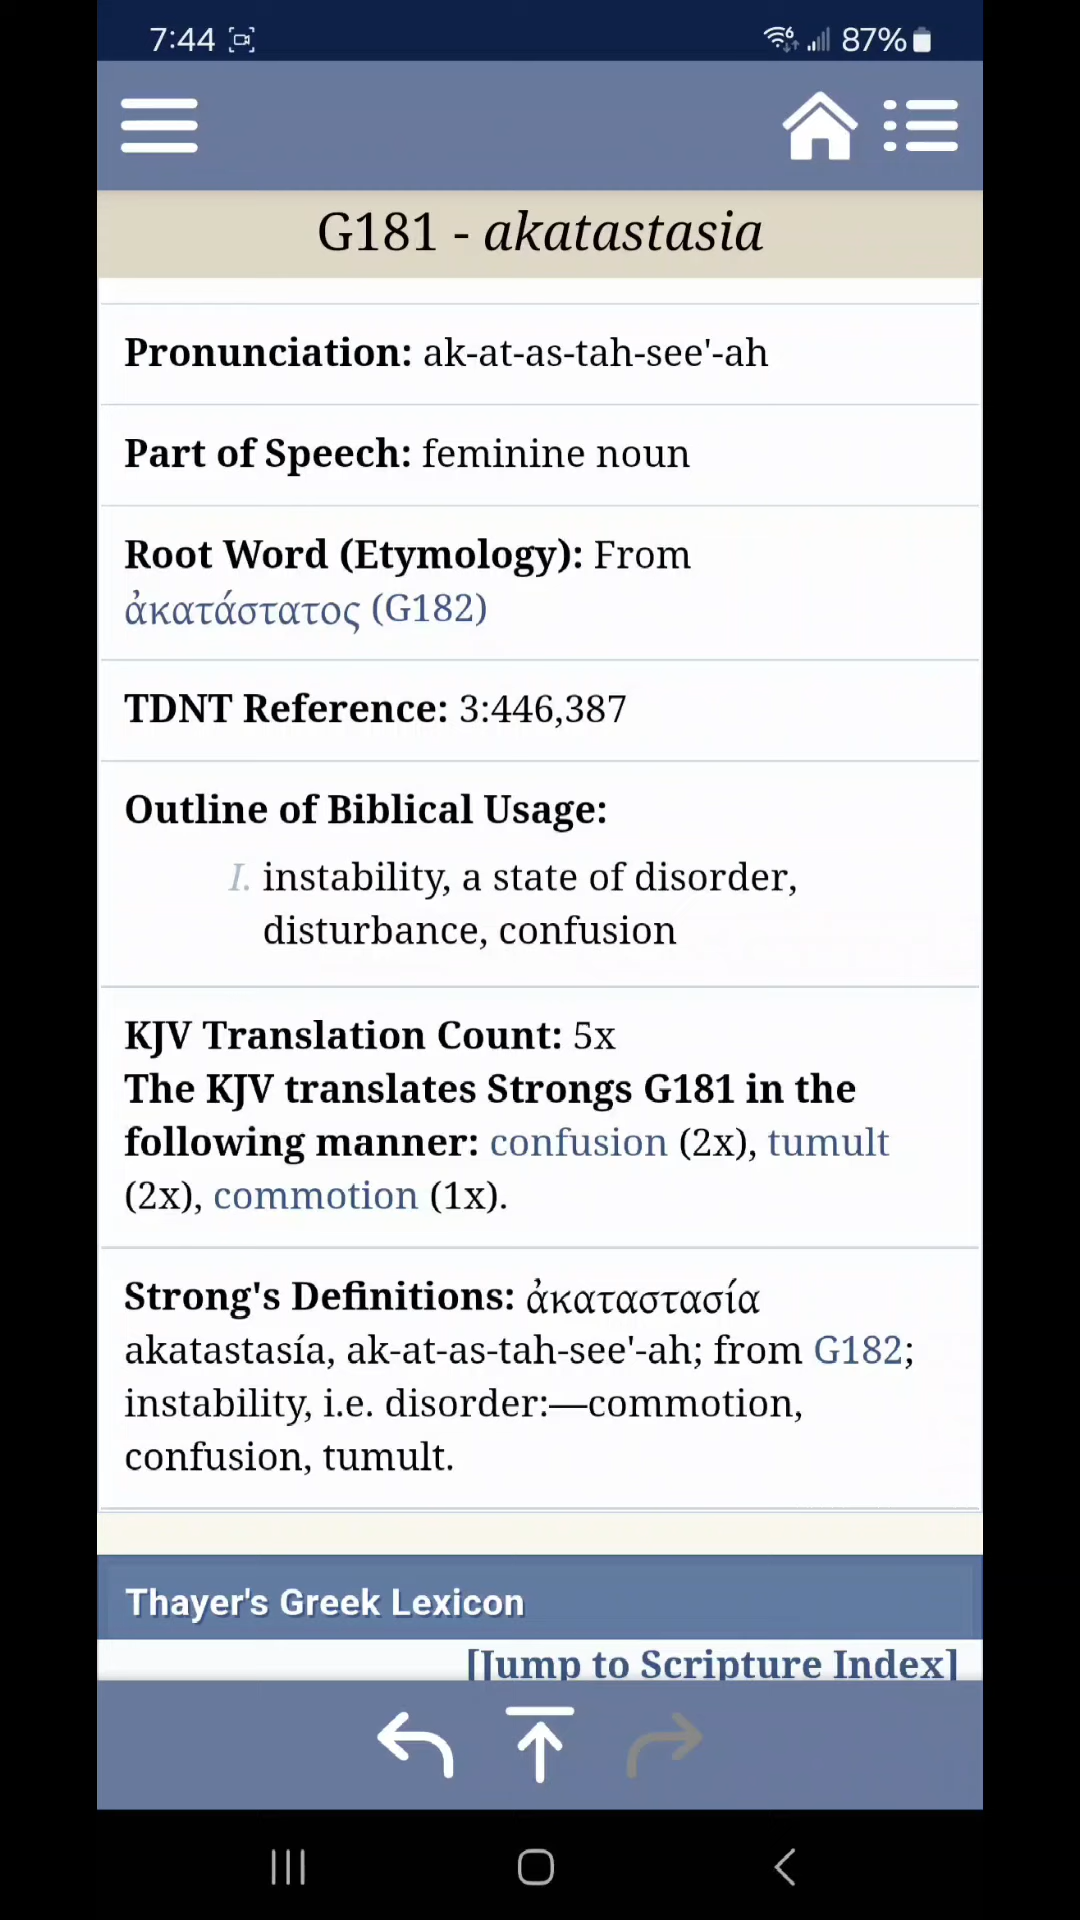 7:44
87%
G181 - akatastasia
Pronunciation: ak-at-as-tah-see'-ah
Part of Speech: feminine noun
Root Word (Etymology): From
ἀκατάστατος (G182)
TDNT Reference: 3:446,387
Outline of Biblical Usage:
I. instability, a state of disorder,
disturbance, confusion
KJV Translation Count: 5x
The KJV translates Strongs G181 in the
following manner: confusion (2x), tumult
(2x), commotion (1x).
Strong's Definitions: ἀκαταστασία
akatastasía, ak-at-as-tah-see'-ah; from G182;
instability, i.e. disorder:—commotion,
confusion, tumult.
Thayer's Greek Lexicon
[Jump to Scripture Index]